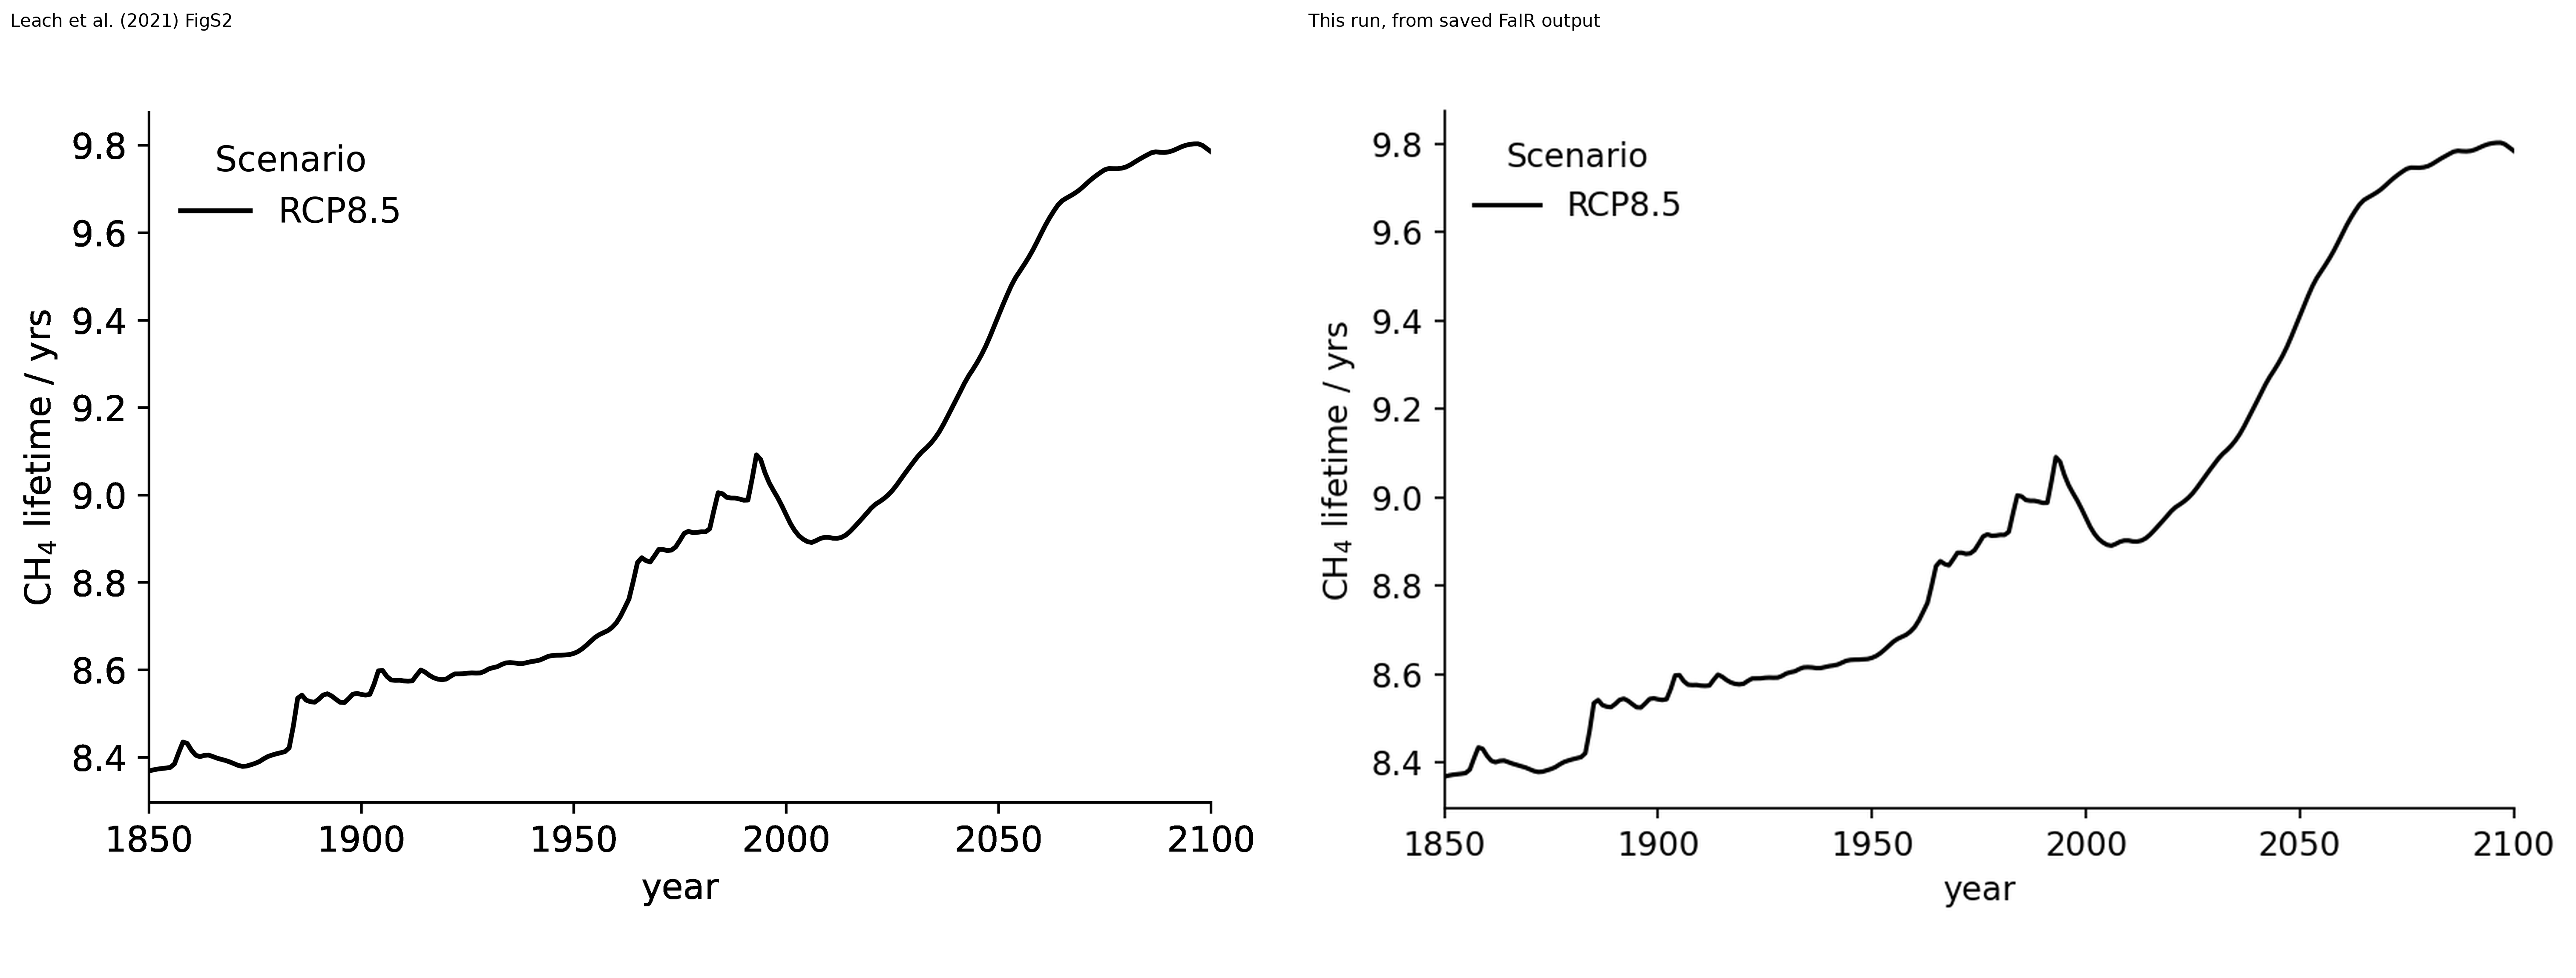 Leach et al. (2021) FigS2
Scenario
RCP8.5
9.8
9.6
9.4
9.2
9.0
8.8
8.6
8.4
CH₄ lifetime / yrs
1850 1900 1950 2000 2050 2100
year
This run, from saved FaIR output
Scenario
RCP8.5
9.8
9.6
9.4
9.2
9.0
8.8
8.6
8.4
CH₄ lifetime / yrs
1850 1900 1950 2000 2050 2100
year